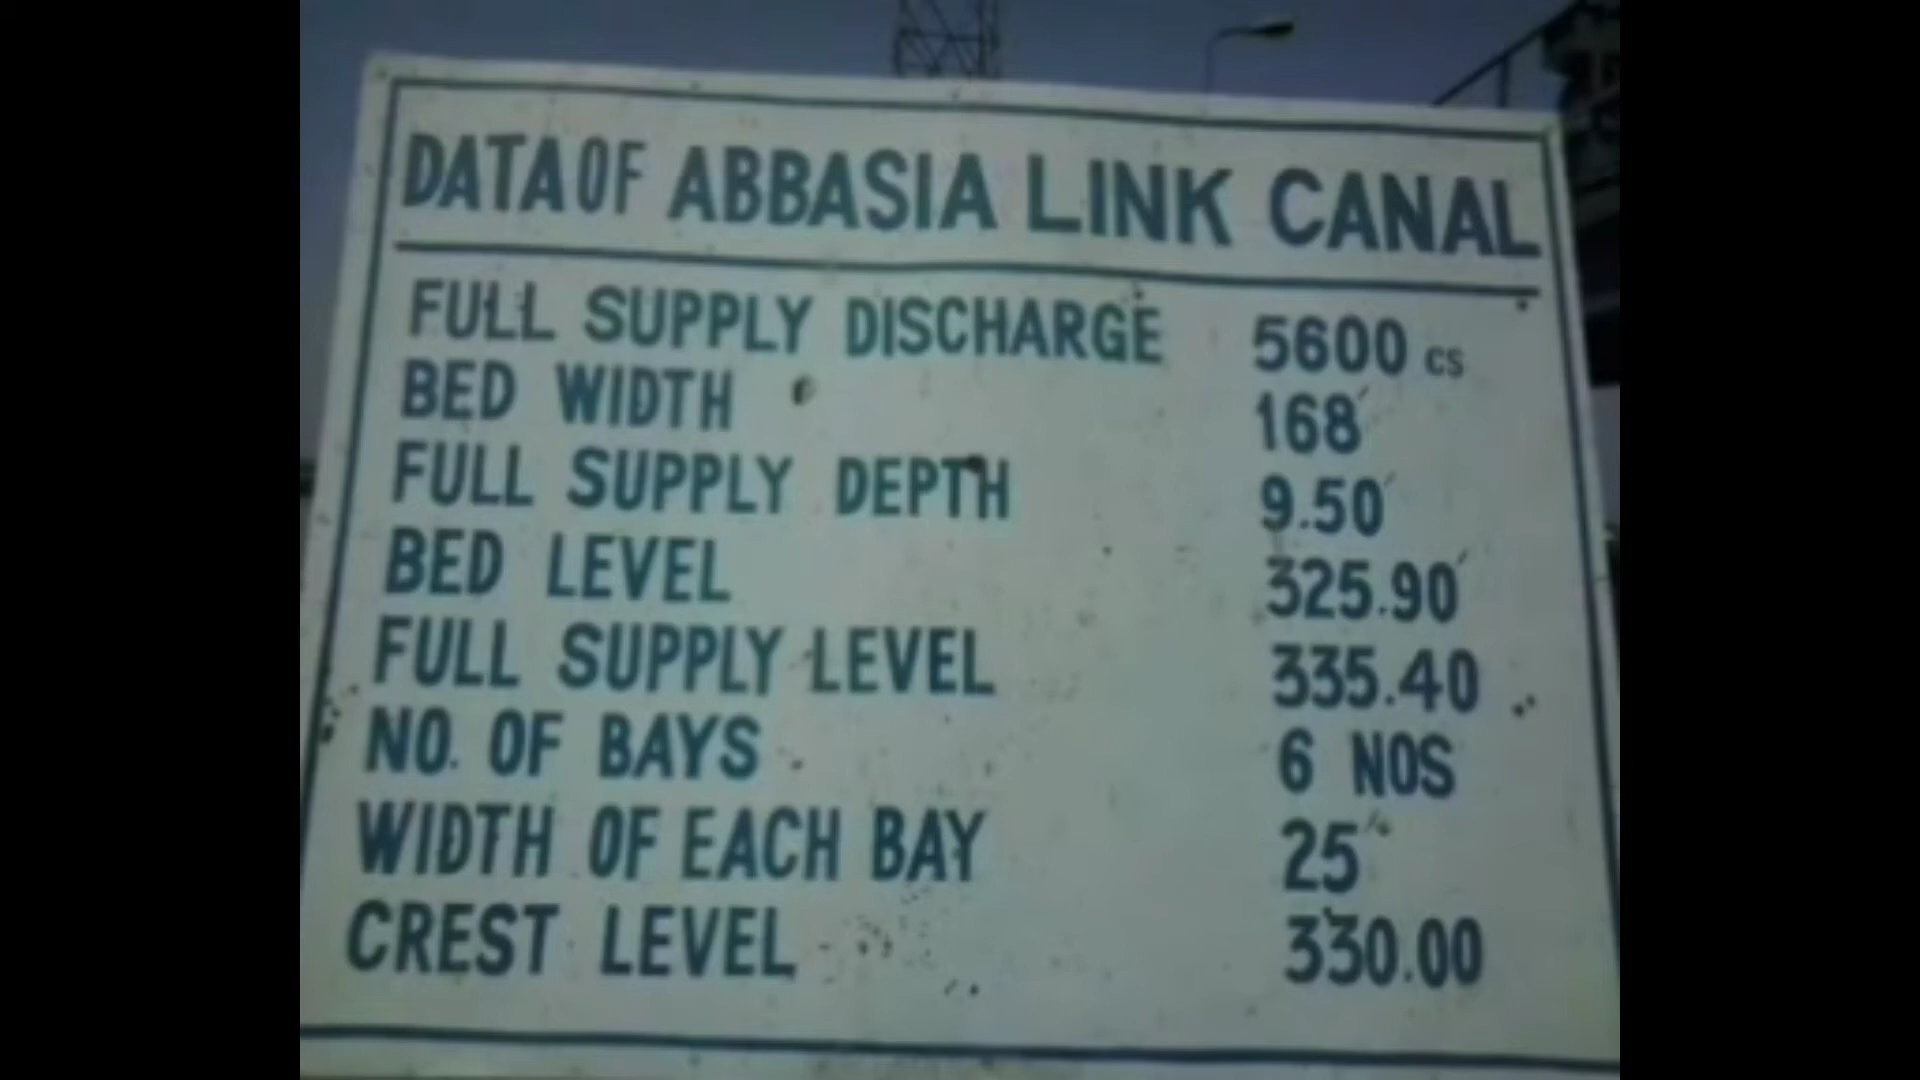 DATA OF ABBASIA LINK CANAL
FULL SUPPLY DISCHARGE 5600 cs
BED WIDTH 168'
FULL SUPPLY DEPTH 9.50'
BED LEVEL 325.90'
FULL SUPPLY LEVEL 335.40
NO. OF BAYS 6 NOS
WIDTH OF EACH BAY 25'
CREST LEVEL 330.00